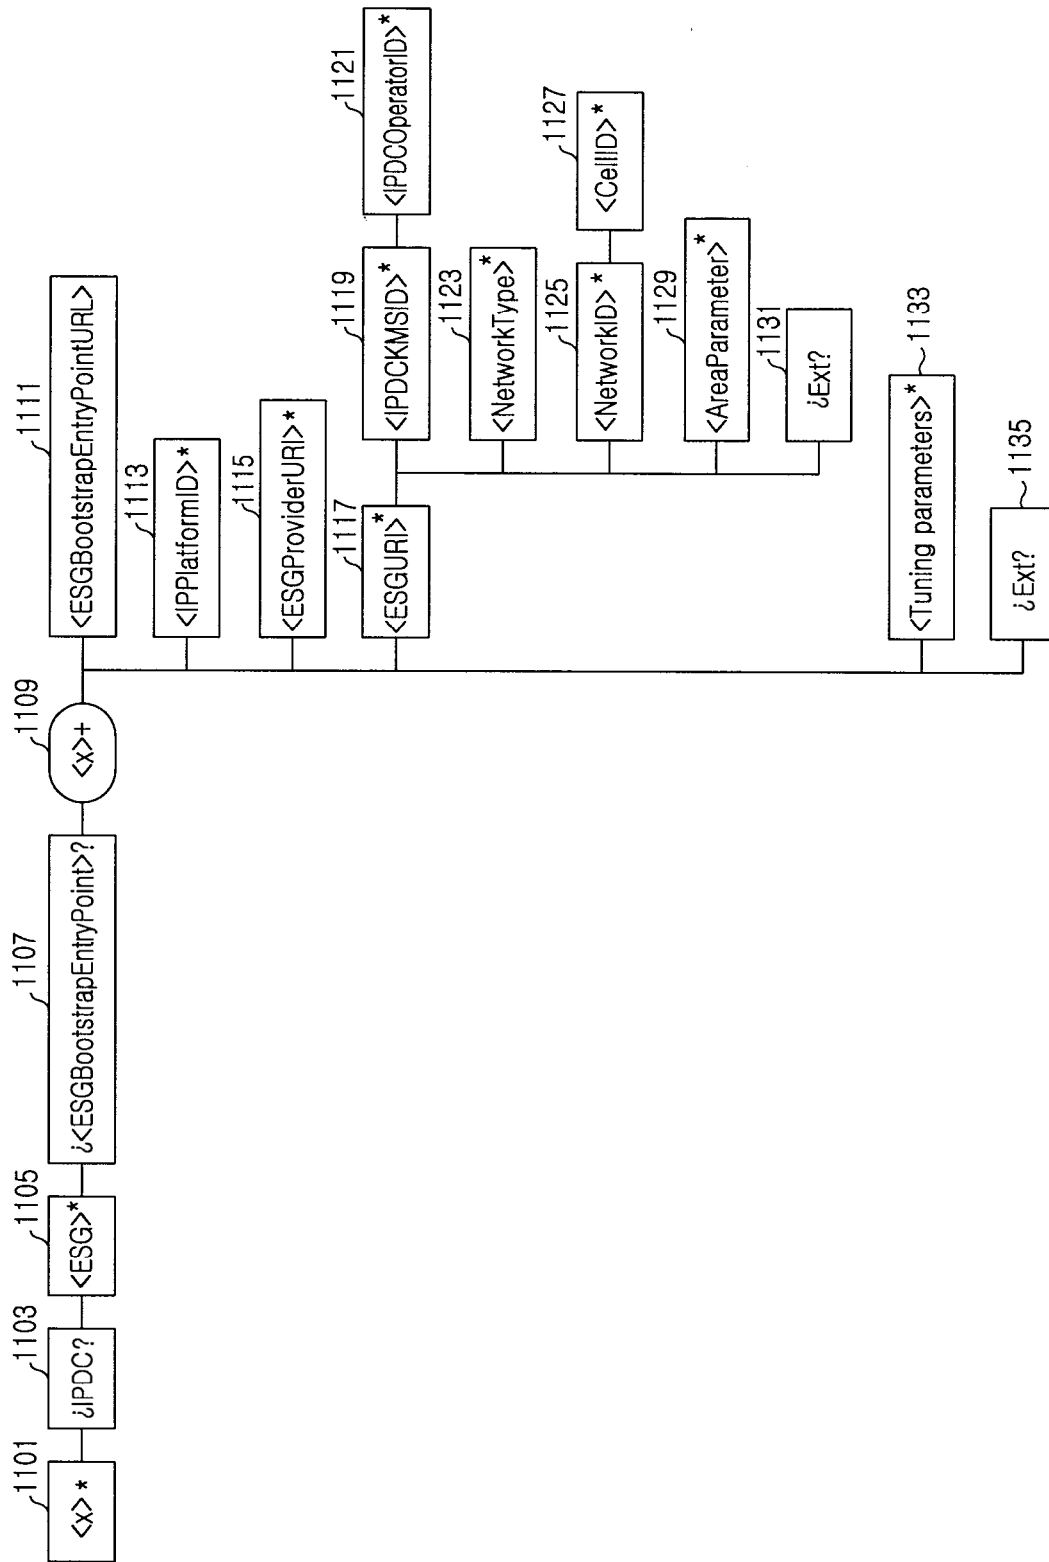 1101
<x>*
1103
¿IPDC?
1105
<ESG>*
1107
¿<ESGBootstrapEntryPoint>?
1109
<x>+
1111
<ESGBootstrapEntryPointURL>
1113
<IPPlatformID>*
1115
<ESGProviderURI>*
1117
<ESGURI>*
1119
<IPDCKMSID>*
1121
<IPDCOperatorID>*
1123
<NetworkType>*
1125
<NetworkID>*
1127
<CellID>*
1129
<AreaParameter>*
1131
¿Ext?
1133
<Tuning parameters>*
1135
¿Ext?